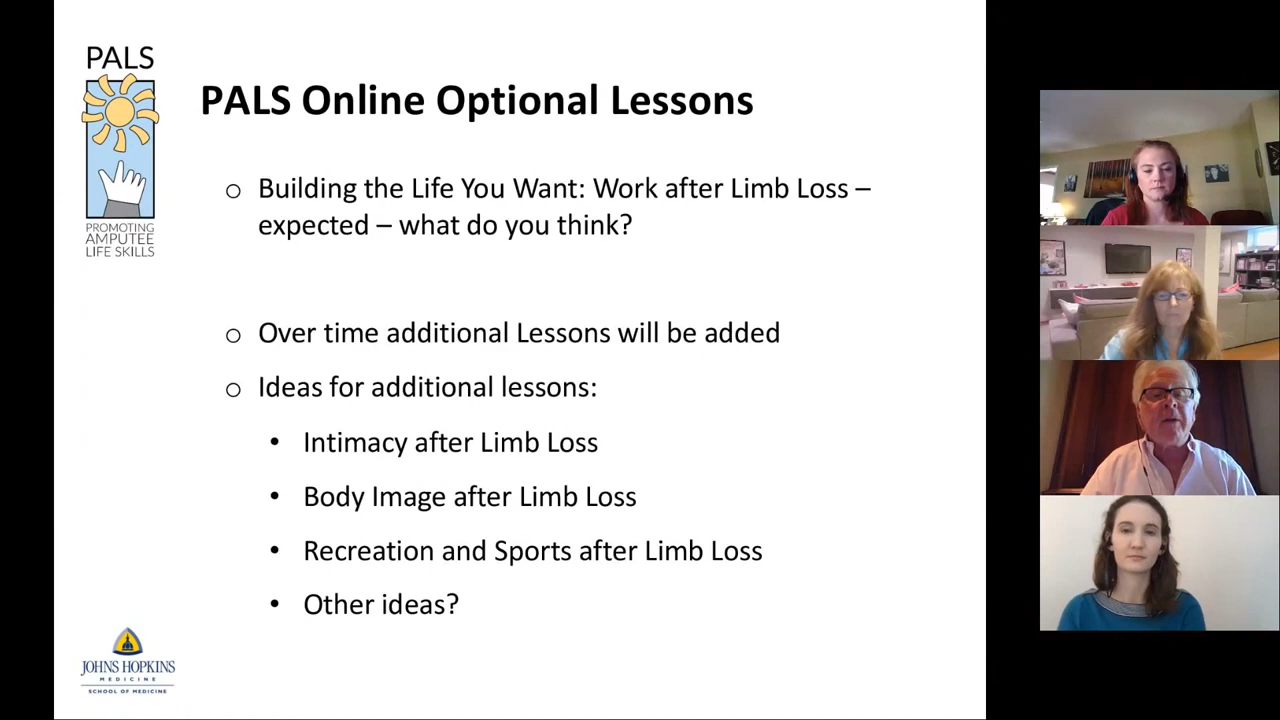 PALS
PALS Online Optional Lessons
o Building the Life You Want: Work after Limb Loss –
expected – what do you think?
PROMOTING
AMPUTEE
LIFE SKILLS
o Over time additional Lessons will be added
o Ideas for additional lessons:
• Intimacy after Limb Loss
• Body Image after Limb Loss
• Recreation and Sports after Limb Loss
• Other ideas?
JOHNS HOPKINS
MEDICINE
SCHOOL OF MEDICINE